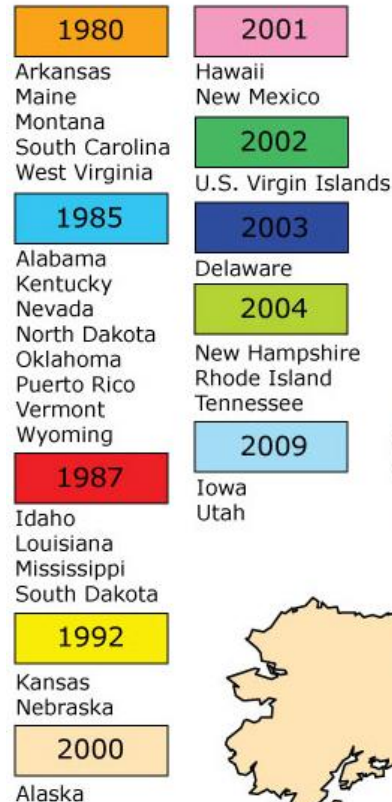 1980
Arkansas
Maine
Montana
South Carolina
West Virginia
1985
Alabama
Kentucky
Nevada
North Dakota
Oklahoma
Puerto Rico
Vermont
Wyoming
1987
Idaho
Louisiana
Mississippi
South Dakota
1992
Kansas
Nebraska
2000
Alaska
2001
Hawaii
New Mexico
2002
U.S. Virgin Islands
2003
Delaware
2004
New Hampshire
Rhode Island
Tennessee
2009
Iowa
Utah